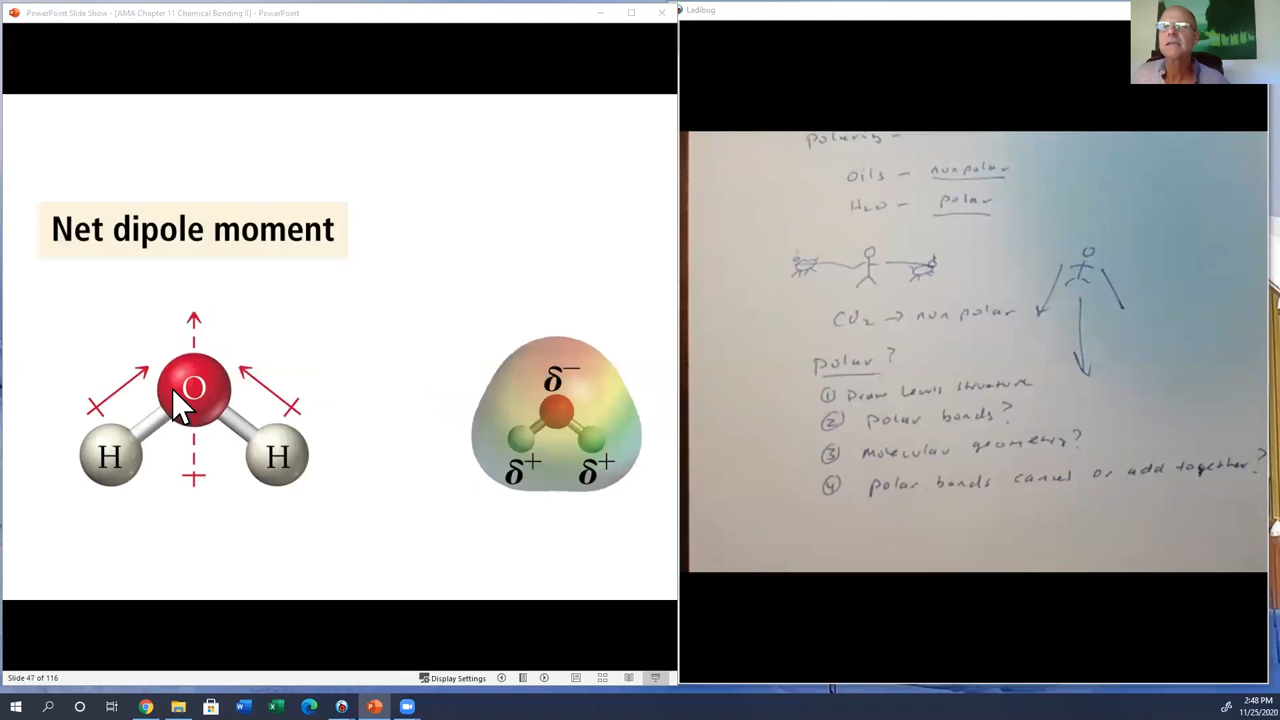 PowerPoint Slide Show - [AMA Chapter 11 Chemical Bonding II] - PowerPoint
Net dipole moment
O
H
H
δ−
δ+
δ+
Slide 47 of 116
Display Settings
Ladibug
Polarity -
Oils - nonpolar
H2O - polar
CO2 → nonpolar
Polar?
① Draw Lewis structure
② polar bonds?
③ molecular geometry?
④ polar bonds cancel or add together?
2:48 PM
11/25/2020